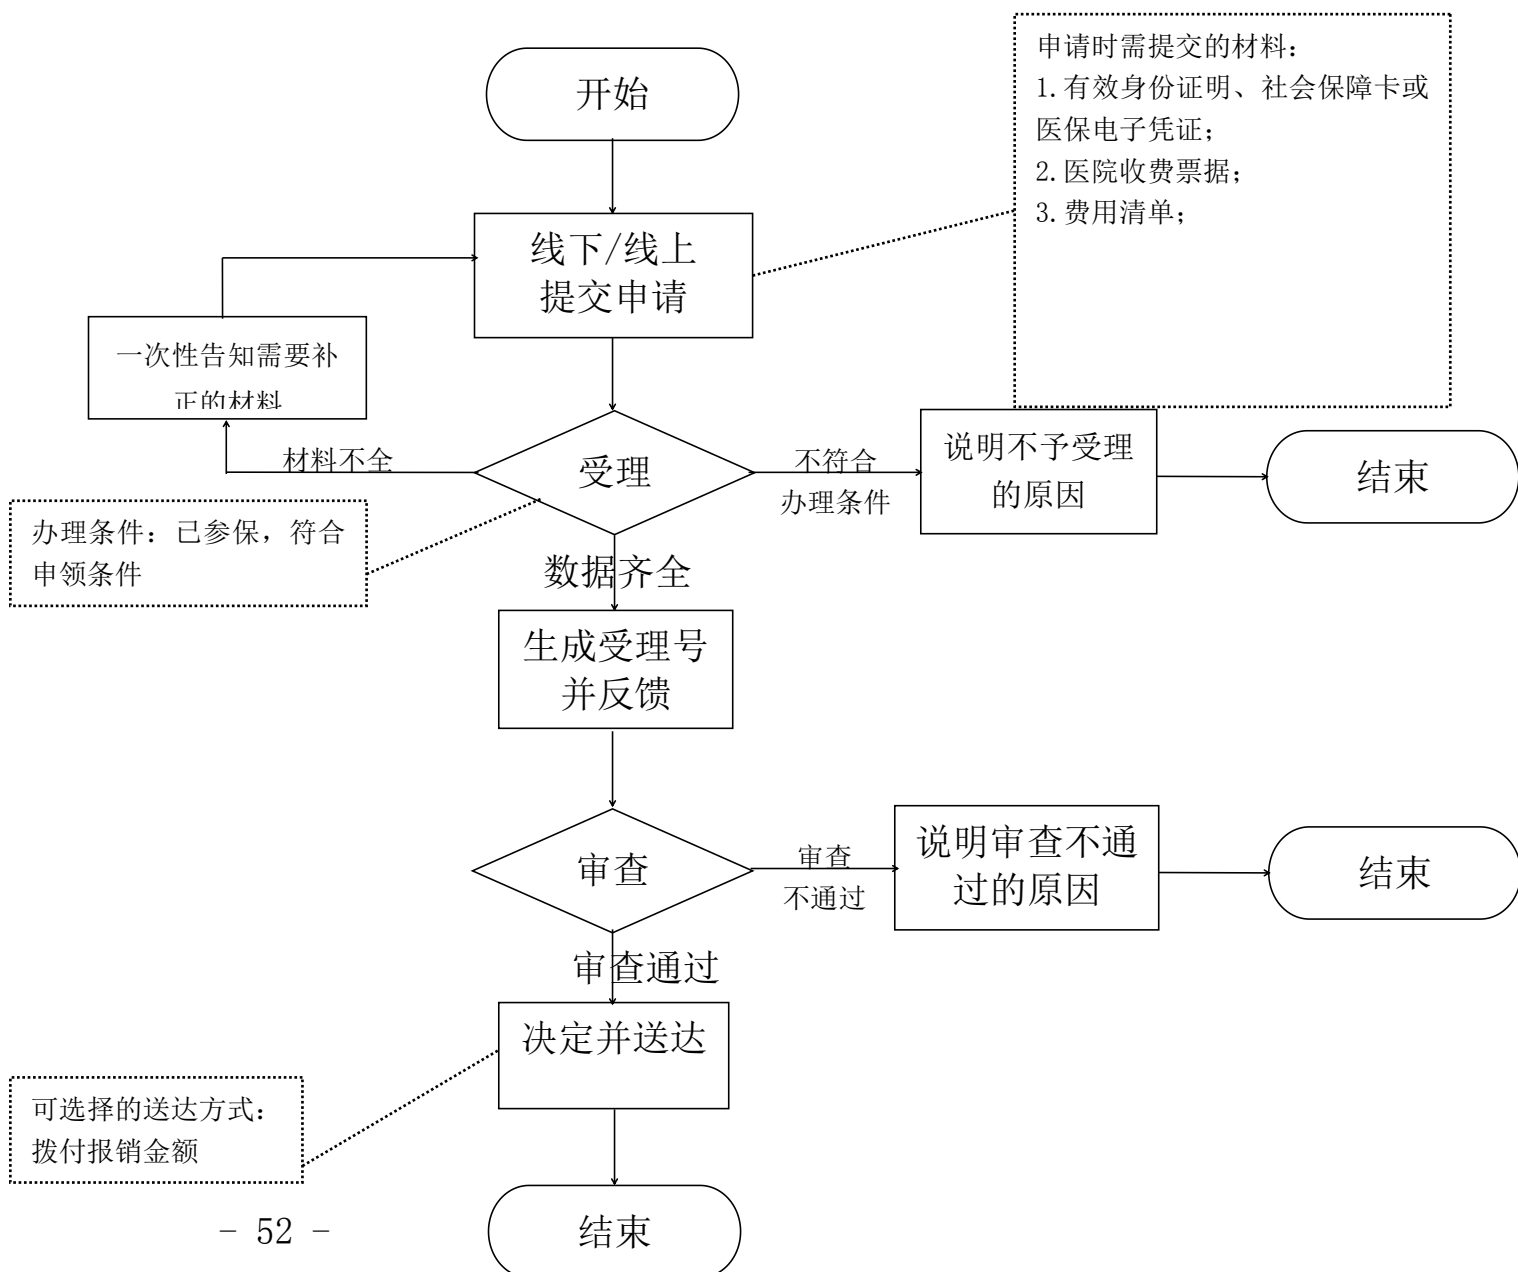 开始
申请时需提交的材料：
1.有效身份证明、社会保障卡或
医保电子凭证；
2.医院收费票据；
3.费用清单；
线下/线上
提交申请
一次性告知需要补
正的材料
材料不全
受理
不符合
办理条件
说明不予受理
的原因
结束
办理条件：已参保，符合
申领条件
数据齐全
生成受理号
并反馈
审查
审查
不通过
说明审查不通
过的原因
结束
审查通过
决定并送达
可选择的送达方式：
拨付报销金额
结束
- 52 -